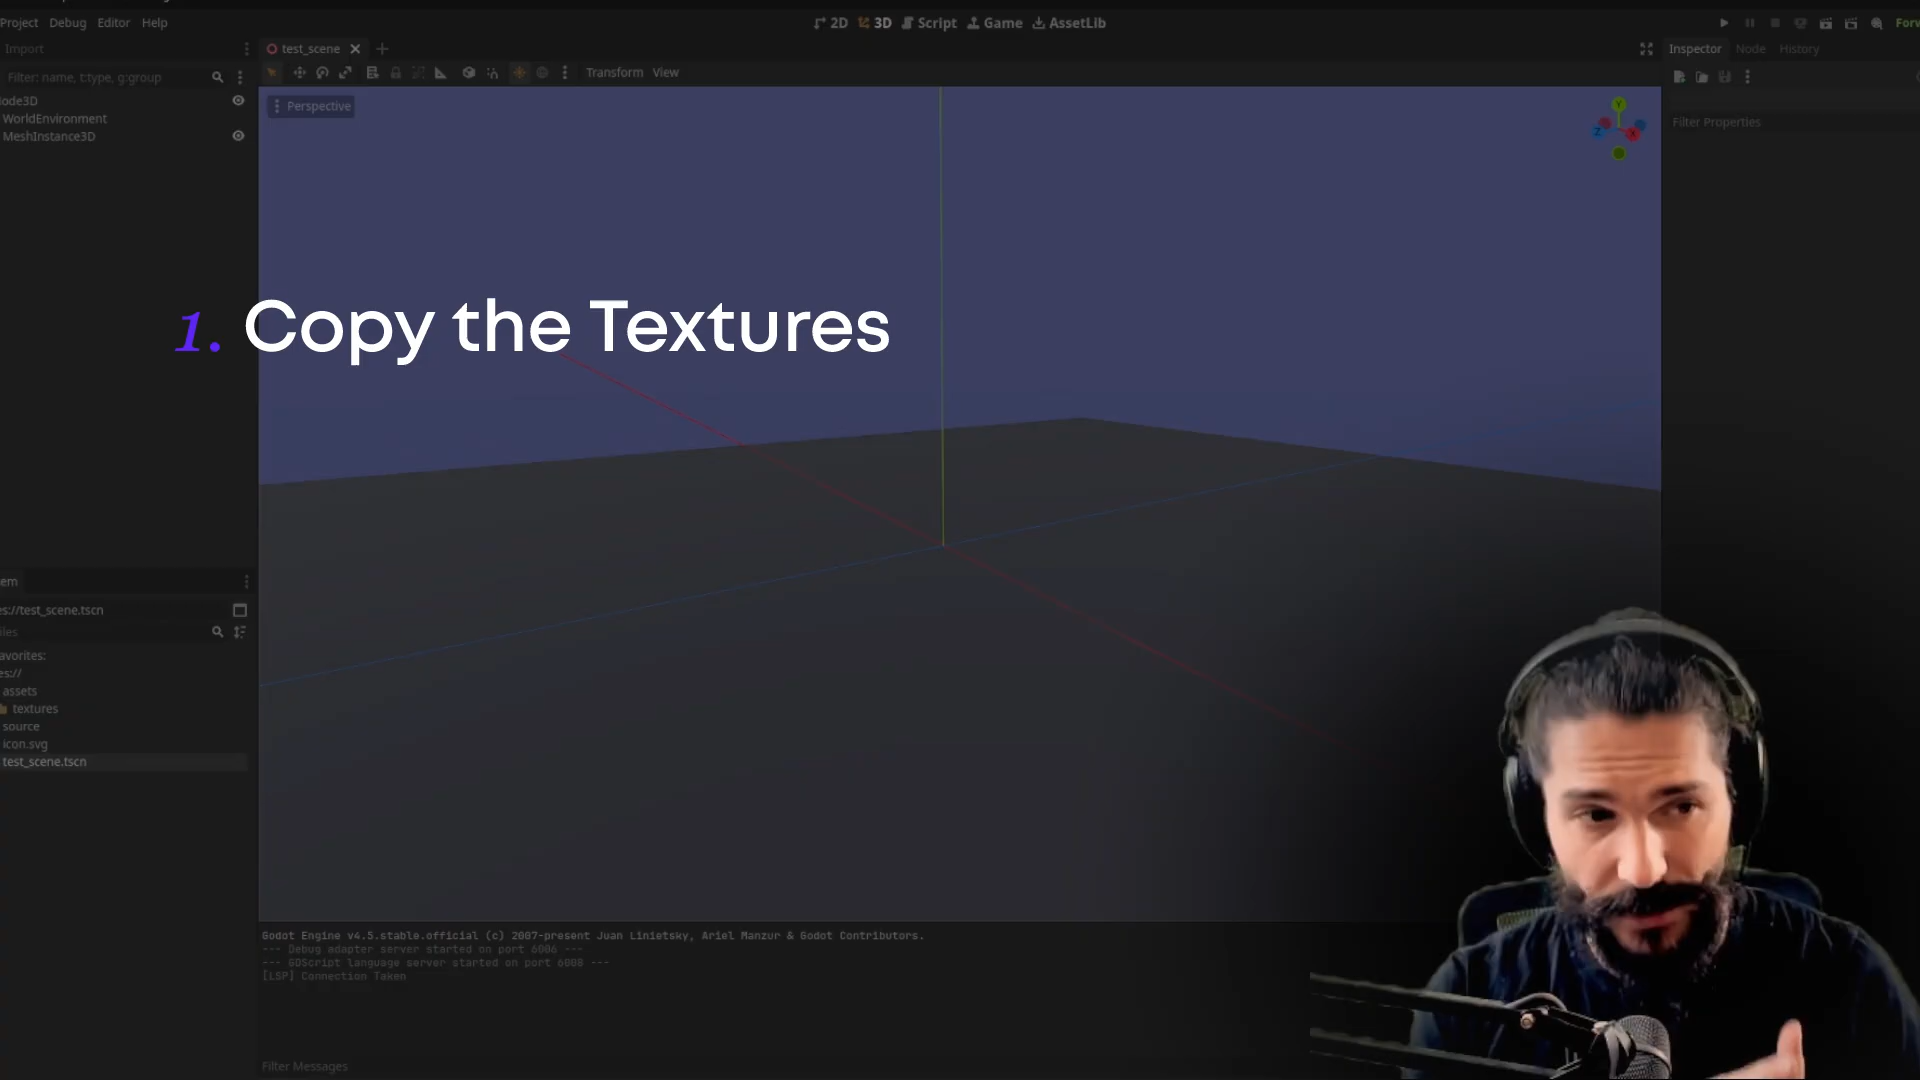 Project Debug Editor Help
2D 3D Script Game AssetLib
Forw
Import
test_scene
Inspector Node History
Filter: name, t:type, g:group
Transform View
ode3D
Perspective
Y
Z
X
WorldEnvironment
Filter Properties
MeshInstance3D
1. Copy the Textures
em
es://test_scene.tscn
iles
avorites:
es://
assets
textures
source
icon.svg
test_scene.tscn
Godot Engine v4.5.stable.official (c) 2007-present Juan Linietsky, Ariel Manzur & Godot Contributors.
--- Debug adapter server started on port 6006 ---
--- GDScript language server started on port 6008 ---
[LSP] Connection Taken
Filter Messages